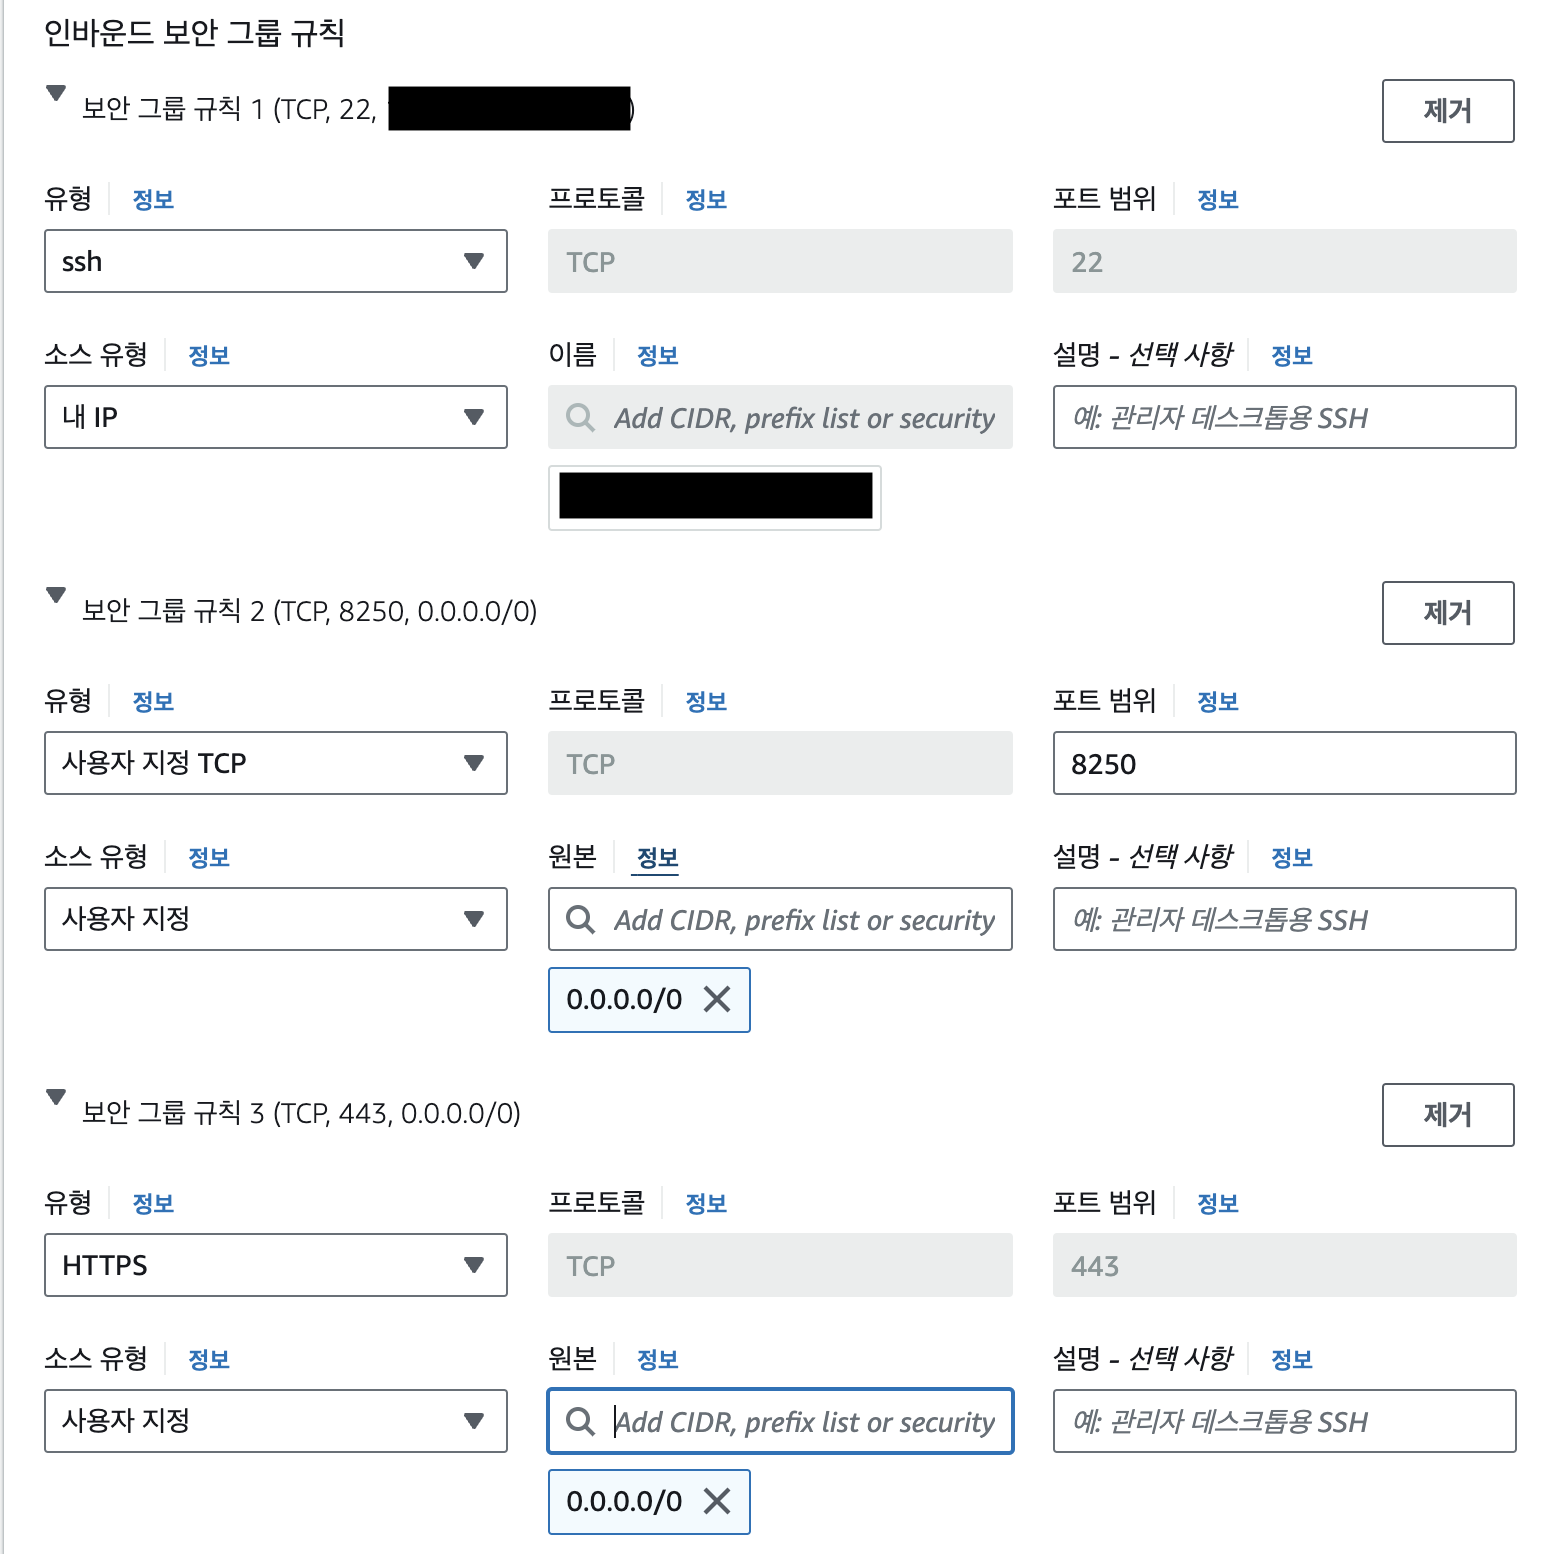 인바운드 보안 그룹 규칙
보안 그룹 규칙 1 (TCP, 22, )
제거
유형 정보 프로토콜 정보 포트 범위 정보
ssh TCP 22
소스 유형 정보 이름 정보 설명 - 선택 사항 정보
내 IP Add CIDR, prefix list or security 예: 관리자 데스크톱용 SSH
보안 그룹 규칙 2 (TCP, 8250, 0.0.0.0/0)
제거
유형 정보 프로토콜 정보 포트 범위 정보
사용자 지정 TCP TCP 8250
소스 유형 정보 원본 정보 설명 - 선택 사항 정보
사용자 지정 Add CIDR, prefix list or security 예: 관리자 데스크톱용 SSH
0.0.0.0/0
보안 그룹 규칙 3 (TCP, 443, 0.0.0.0/0)
제거
유형 정보 프로토콜 정보 포트 범위 정보
HTTPS TCP 443
소스 유형 정보 원본 정보 설명 - 선택 사항 정보
사용자 지정 Add CIDR, prefix list or security 예: 관리자 데스크톱용 SSH
0.0.0.0/0